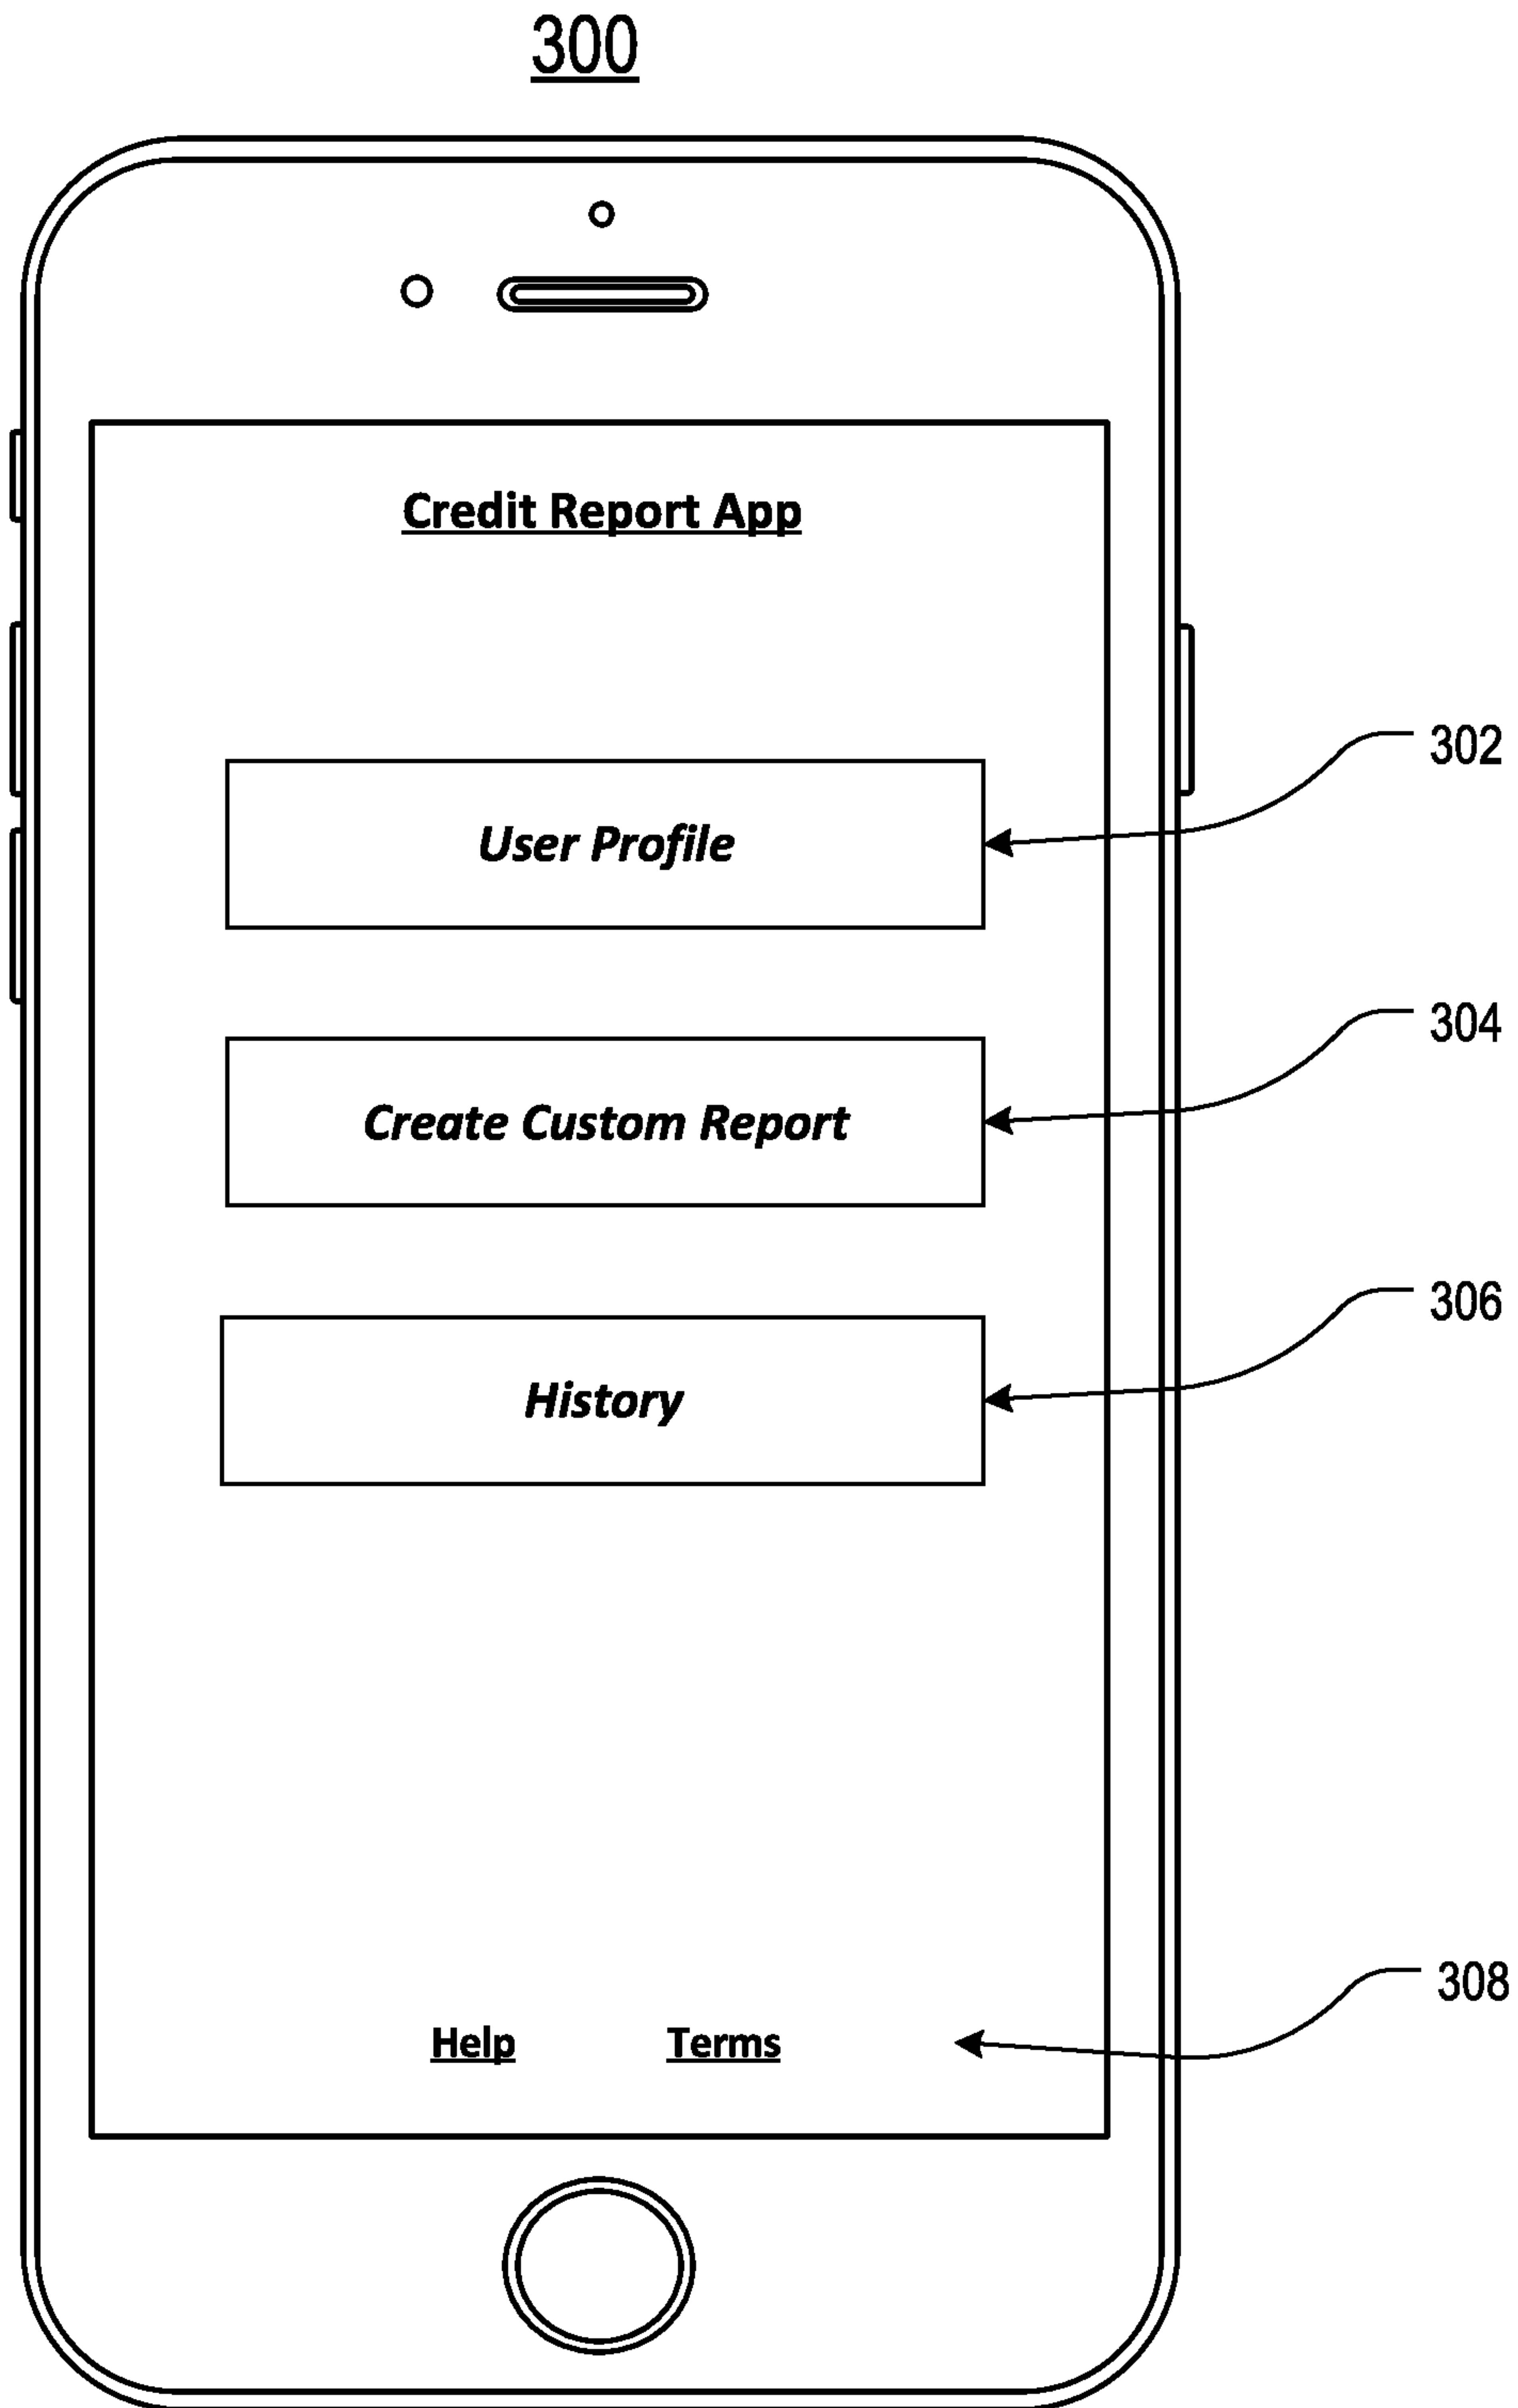 300
Credit Report App
302
User Profile
304
Create Custom Report
306
History
308
Help Terms